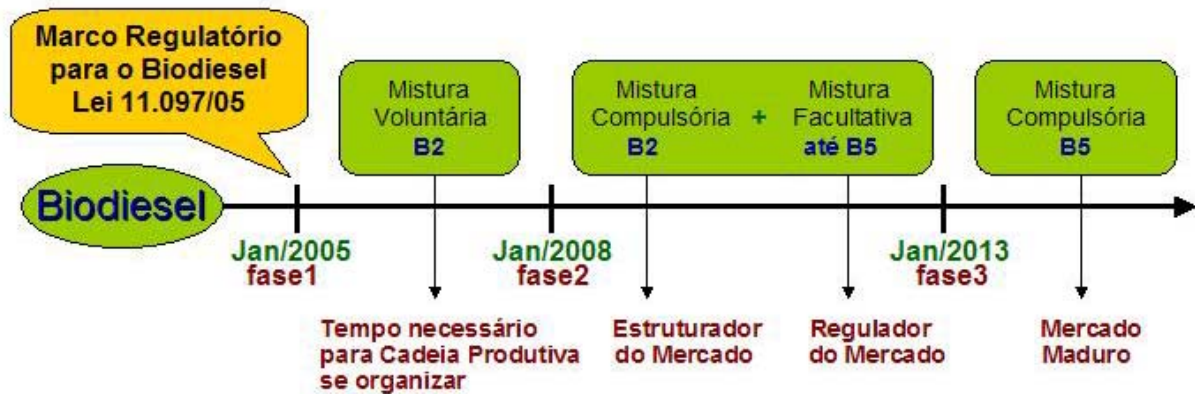 Marco Regulatório
para o Biodiesel
Lei 11.097/05
Mistura
Voluntária
B2
Mistura
Compulsória
B2
+
Mistura
Facultativa
até B5
Mistura
Compulsória
B5
Biodiesel
Jan/2005
fase1
Jan/2008
fase2
Jan/2013
fase3
Tempo necessário
para Cadeia Produtiva
se organizar
Estruturador
do Mercado
Regulador
do Mercado
Mercado
Maduro